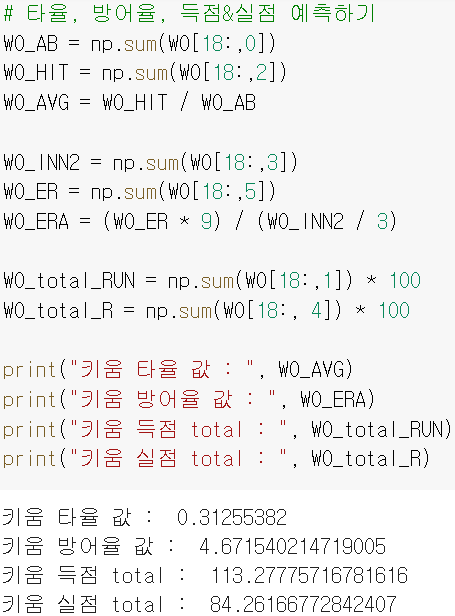 # 타율, 방어율, 득점&실점 예측하기
WO_AB = np.sum(WO[18:,0])
WO_HIT = np.sum(WO[18:,2])
WO_AVG = WO_HIT / WO_AB
WO_INN2 = np.sum(WO[18:,3])
WO_ER = np.sum(WO[18:,5])
WO_ERA = (WO_ER * 9) / (WO_INN2 / 3)
WO_total_RUN = np.sum(WO[18:,1]) * 100
WO_total_R = np.sum(WO[18:, 4]) * 100
print("키움 타율 값 : ", WO_AVG)
print("키움 방어율 값 : ", WO_ERA)
print("키움 득점 total : ", WO_total_RUN)
print("키움 실점 total : ", WO_total_R)
키움 타율 값 :  0.31255382
키움 방어율 값 :  4.671540214719005
키움 득점 total :  113.27775716781616
키움 실점 total :  84.26166772842407